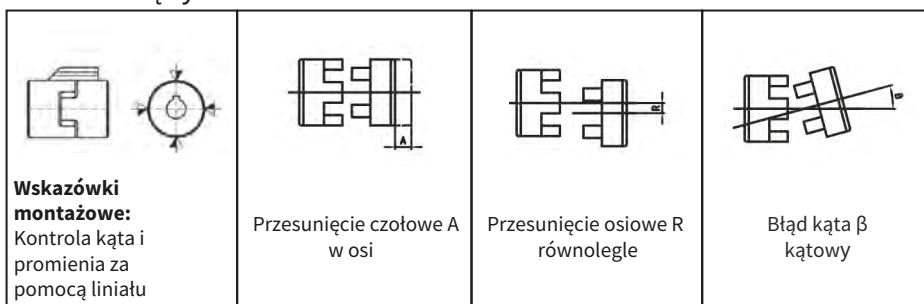 Wskazówki
montażowe:
Kontrola kąta i
promienia za
pomocą liniału
A
Przesunięcie czołowe A
w osi
R
Przesunięcie osiowe R
równolegle
Błąd kąta β
kątowy